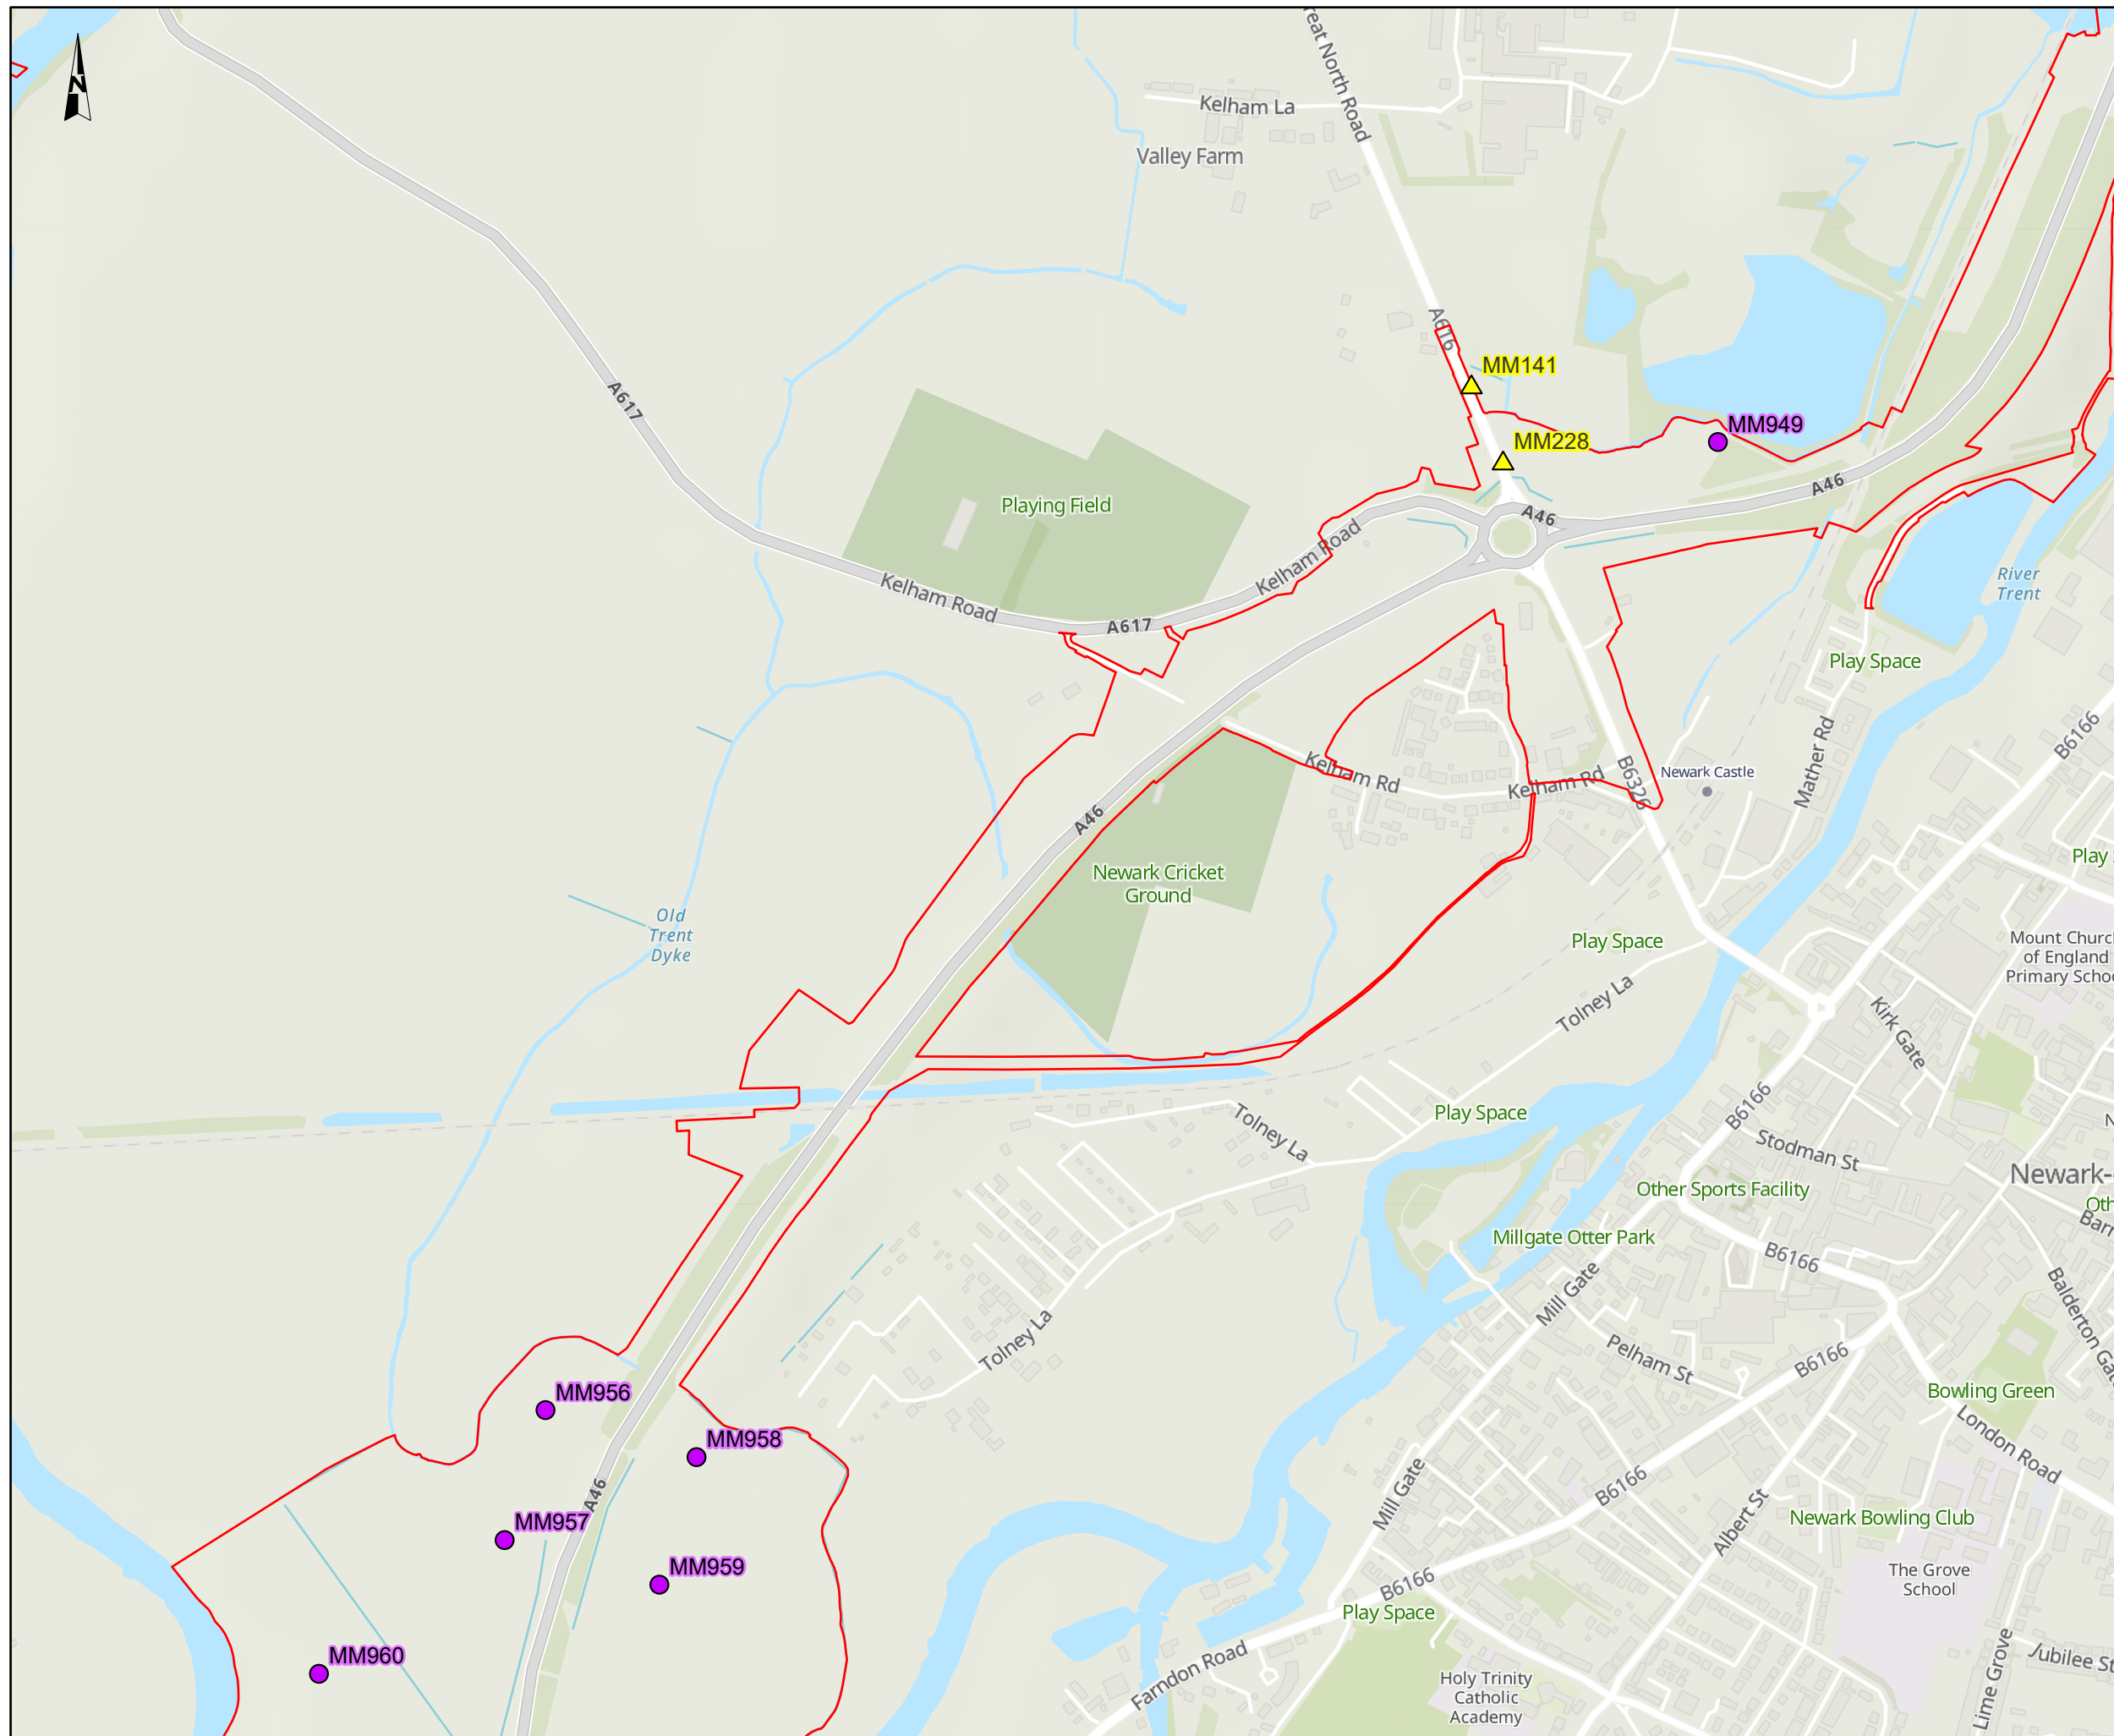 N
Great North Road
Kelham La
Valley Farm
A616
MM141
MM949
MM228
A617
A46
A46
Playing Field
Kelham Road
Kelham Road
A617
River
Trent
Play Space
B6166
Mather Rd
Newark Castle
Kelham Rd
Kelham Rd
B6326
A46
Newark Cricket
Ground
Play
Old
Trent
Dyke
Play Space
Mount Church
of England
Primary Schoo
Tolney La
Kirk Gate
Play Space
Tolney La
B6166
Stodman St
Newark-
Other Sports Facility
Oth
Barn
Millgate Otter Park
B6166
Mill Gate
Balderton Gate
Tolney La
Pelham St
B6166
Bowling Green
MM956
London Road
MM958
A46
Mill Gate
B6166
MM957
Albert St
Newark Bowling Club
MM959
The Grove
School
B6166
Play Space
MM960
Farndon Road
Holy Trinity
Catholic
Academy
Lime Grove
Jubilee St